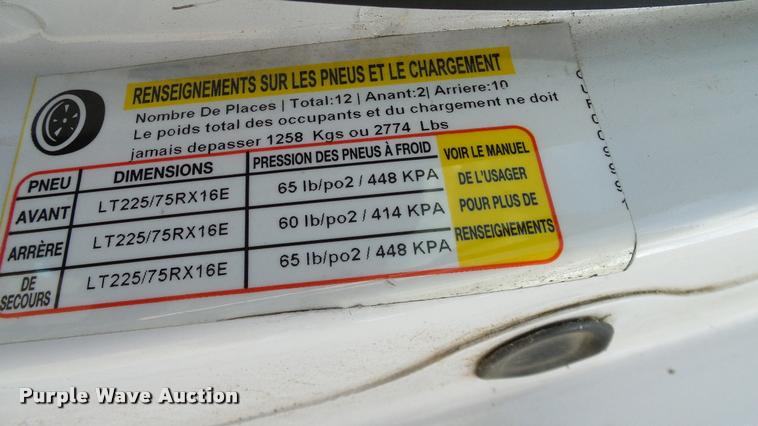 RENSEIGNEMENTS SUR LES PNEUS ET LE CHARGEMENT
Nombre De Places | Total:12 | Anant:2| Arriere:10
Le poids total des occupants et du chargement ne doit
jamais depasser 1258 Kgs ou 2774 Lbs
PNEU DIMENSIONS PRESSION DES PNEUS À FROID
AVANT LT225/75RX16E 65 lb/po2 / 448 KPA
ARRÈRE LT225/75RX16E 60 lb/po2 / 414 KPA
DE
SECOURS LT225/75RX16E 65 lb/po2 / 448 KPA
VOIR LE MANUEL
DE L'USAGER
POUR PLUS DE
RENSEIGNEMENTS
Purple Wave Auction